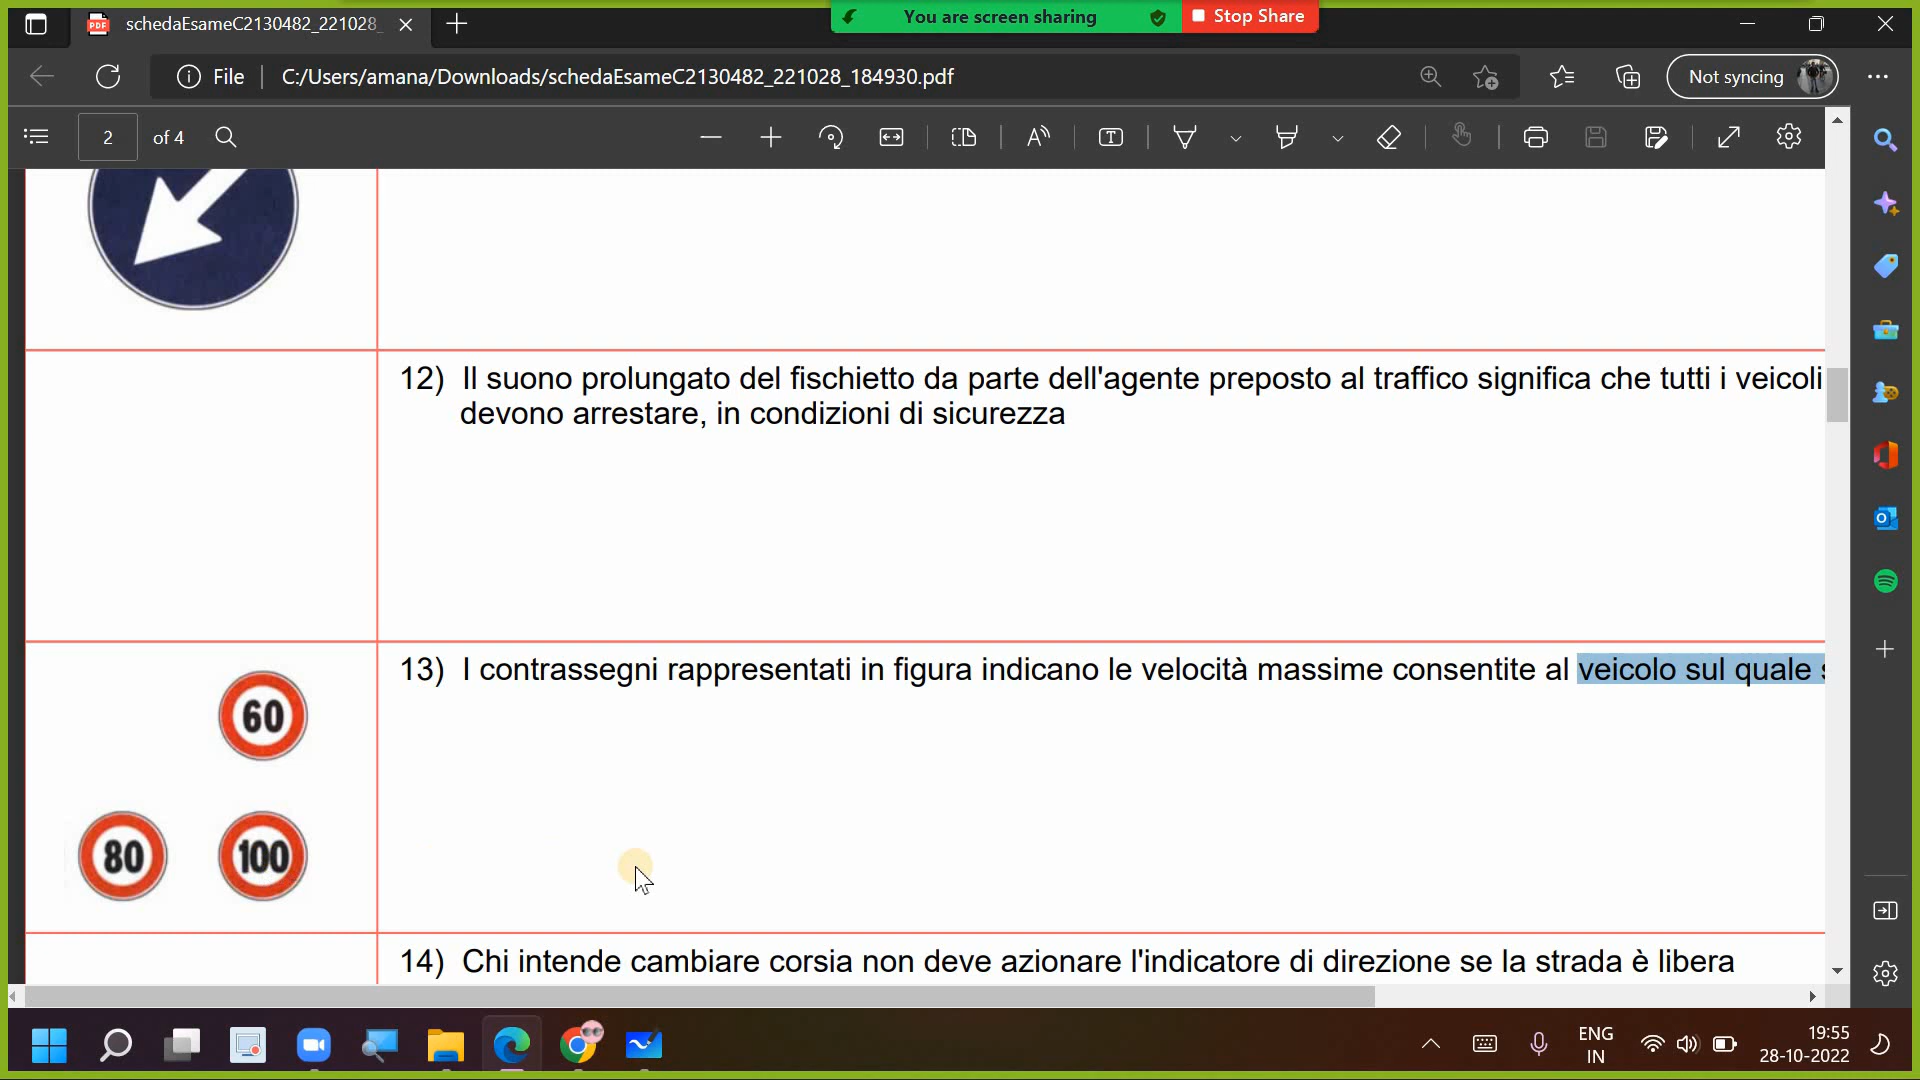 schedaEsameC2130482_221028_
You are screen sharing
Stop Share
File
C:/Users/amana/Downloads/schedaEsameC2130482_221028_184930.pdf
Not syncing
2
of 4
12) Il suono prolungato del fischietto da parte dell'agente preposto al traffico significa che tutti i veicoli
devono arrestare, in condizioni di sicurezza
13) I contrassegni rappresentati in figura indicano le velocità massime consentite al veicolo sul quale s
60
80
100
14) Chi intende cambiare corsia non deve azionare l'indicatore di direzione se la strada è libera
ENG
IN
19:55
28-10-2022